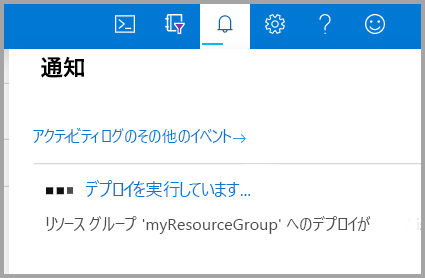 通知
アクティビティ ログのその他のイベント→
デプロイを実行しています...
リソース グループ 'myResourceGroup' へのデプロイが